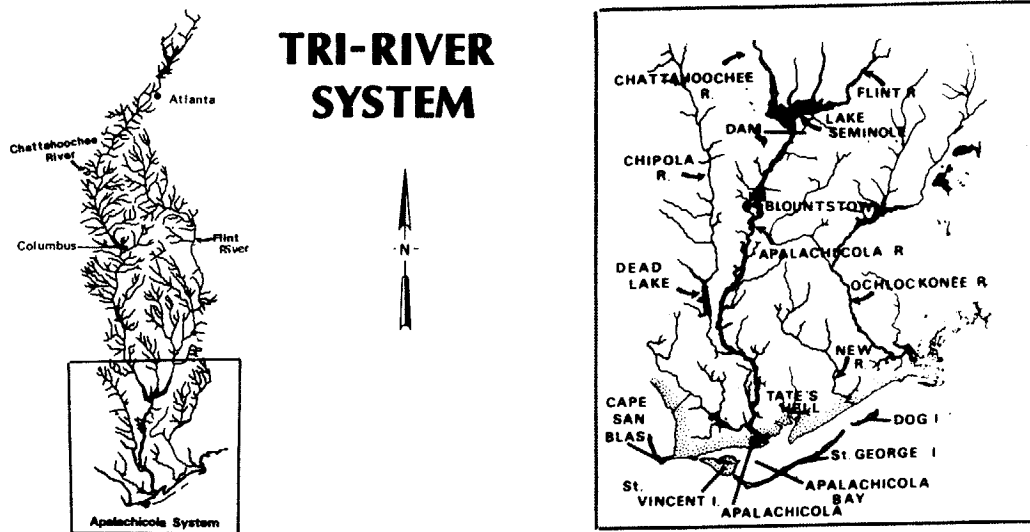 TRI-RIVER
SYSTEM
Atlanta
Chattahoochee
River
Columbus
Flint
River
Apalachicola System
-N-
CHATTAHOOCHEE
R.
FLINT R.
LAKE
SEMINOLE
DAM
CHIPOLA
R.
BLOUNTSTOW
APALACHICOLA R
DEAD
LAKE
OCHLOCKONEE R
NEW
R.
TATE'S
HELL
CAPE
SAN
BLAS
DOG I
St. GEORGE I
St.
VINCENT I.
APALACHICOLA
BAY
APALACHICOLA